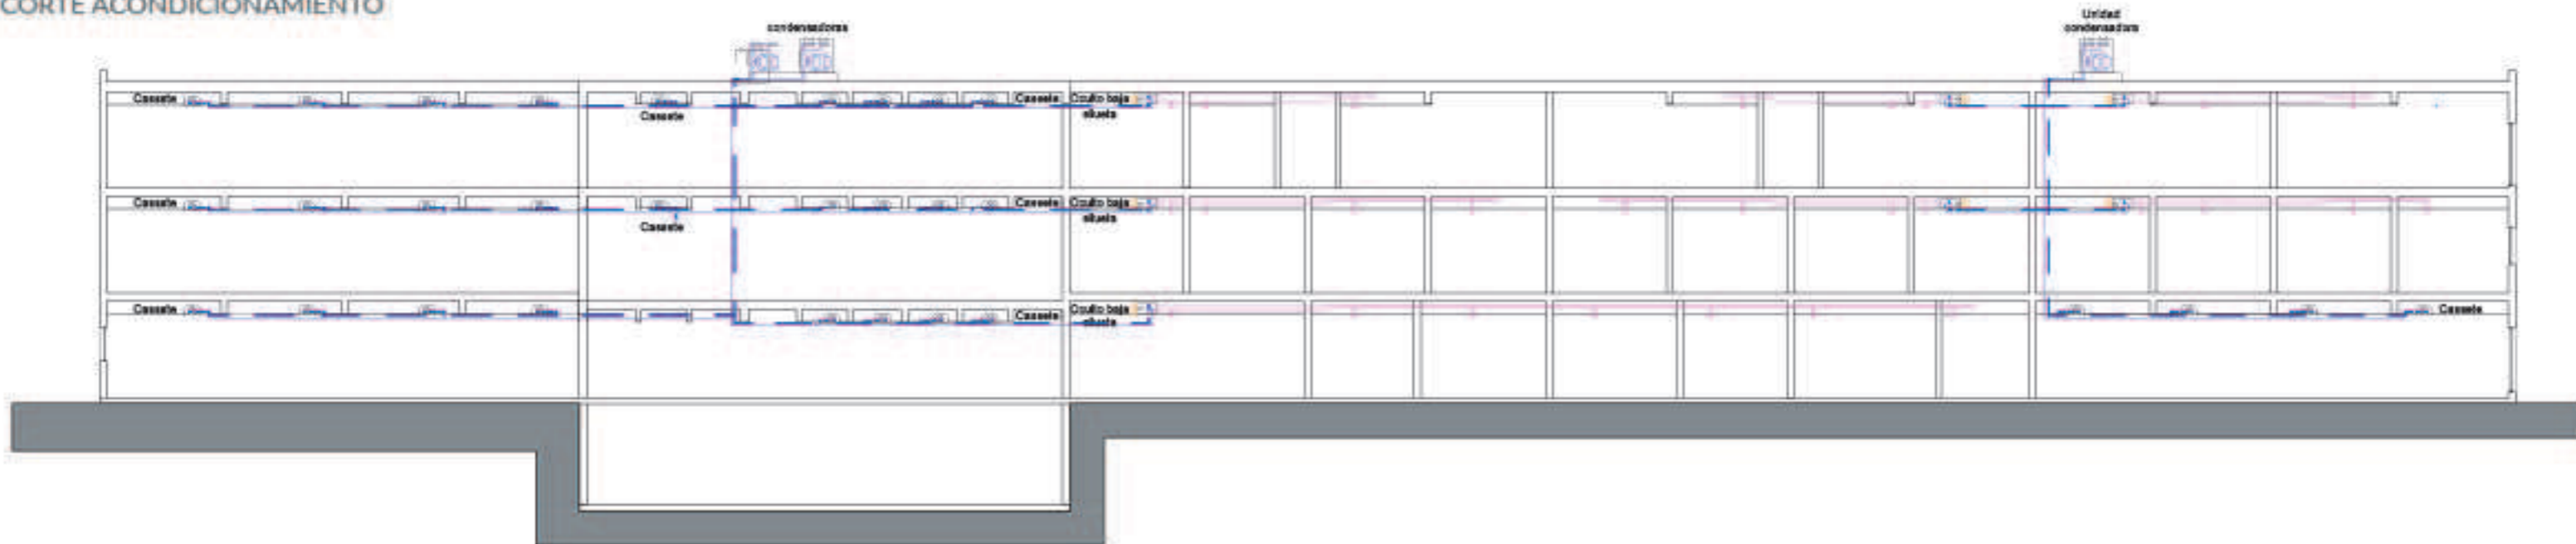 CORTE ACONDICIONAMIENTO
condensadoras
Unidad
condensadora
Cassete
Cassete
Cassete
Oculto baja
silueta
Cassete
Cassete
Cassete
Oculto baja
silueta
Cassete
Cassete
Oculto baja
silueta
Cassete